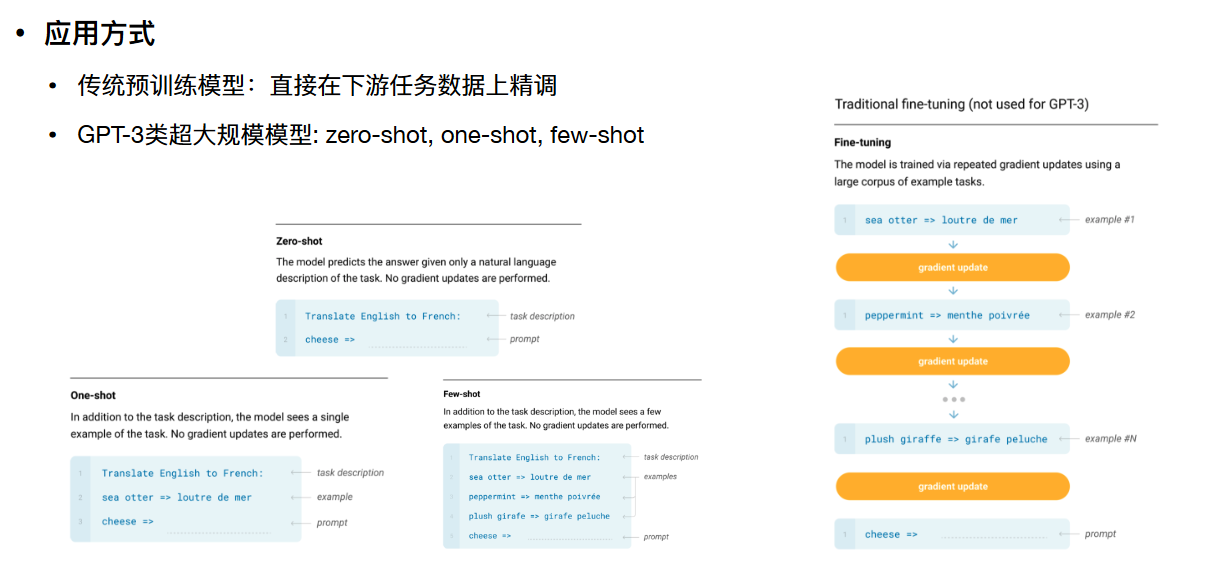 • 应用方式
• 传统预训练模型：直接在下游任务数据上精调
• GPT-3类超大规模模型: zero-shot, one-shot, few-shot
Zero-shot
The model predicts the answer given only a natural language
description of the task. No gradient updates are performed.
1 Translate English to French: task description
2 cheese => prompt
One-shot
In addition to the task description, the model sees a single
example of the task. No gradient updates are performed.
1 Translate English to French: task description
2 sea otter => loutre de mer example
3 cheese => prompt
Few-shot
In addition to the task description, the model sees a few
examples of the task. No gradient updates are performed.
1 Translate English to French: task description
2 sea otter => loutre de mer examples
3 peppermint => menthe poivrée
4 plush girafe => girafe peluche
5 cheese => prompt
Traditional fine-tuning (not used for GPT-3)
Fine-tuning
The model is trained via repeated gradient updates using a
large corpus of example tasks.
1 sea otter => loutre de mer example #1
gradient update
1 peppermint => menthe poivrée example #2
gradient update
1 plush giraffe => girafe peluche example #N
gradient update
1 cheese => prompt